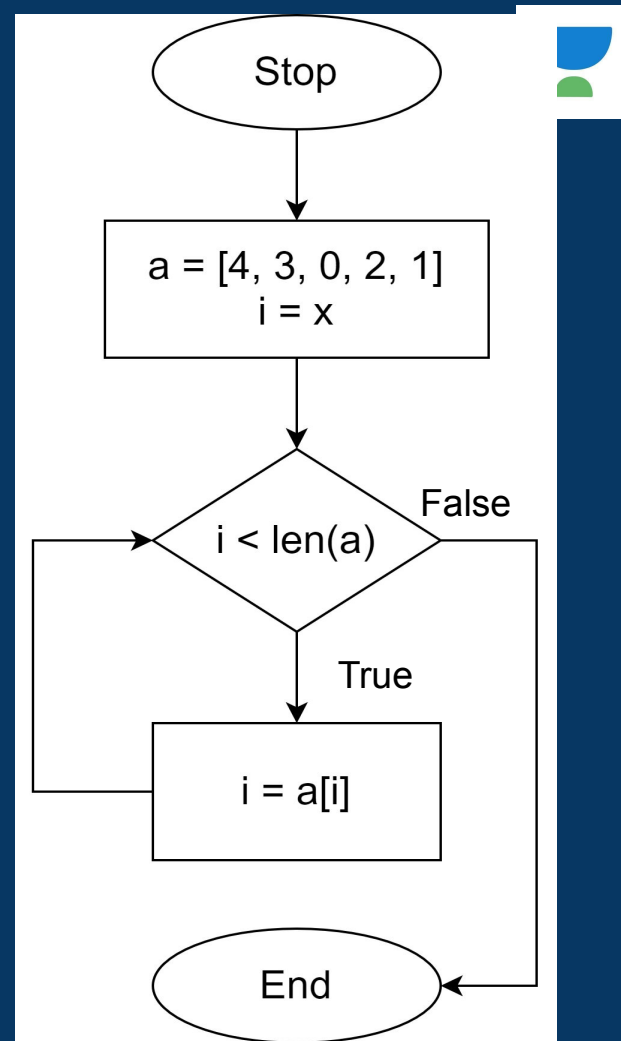 Stop
a = [4, 3, 0, 2, 1]
i = x
False
i < len(a)
True
i = a[i]
End